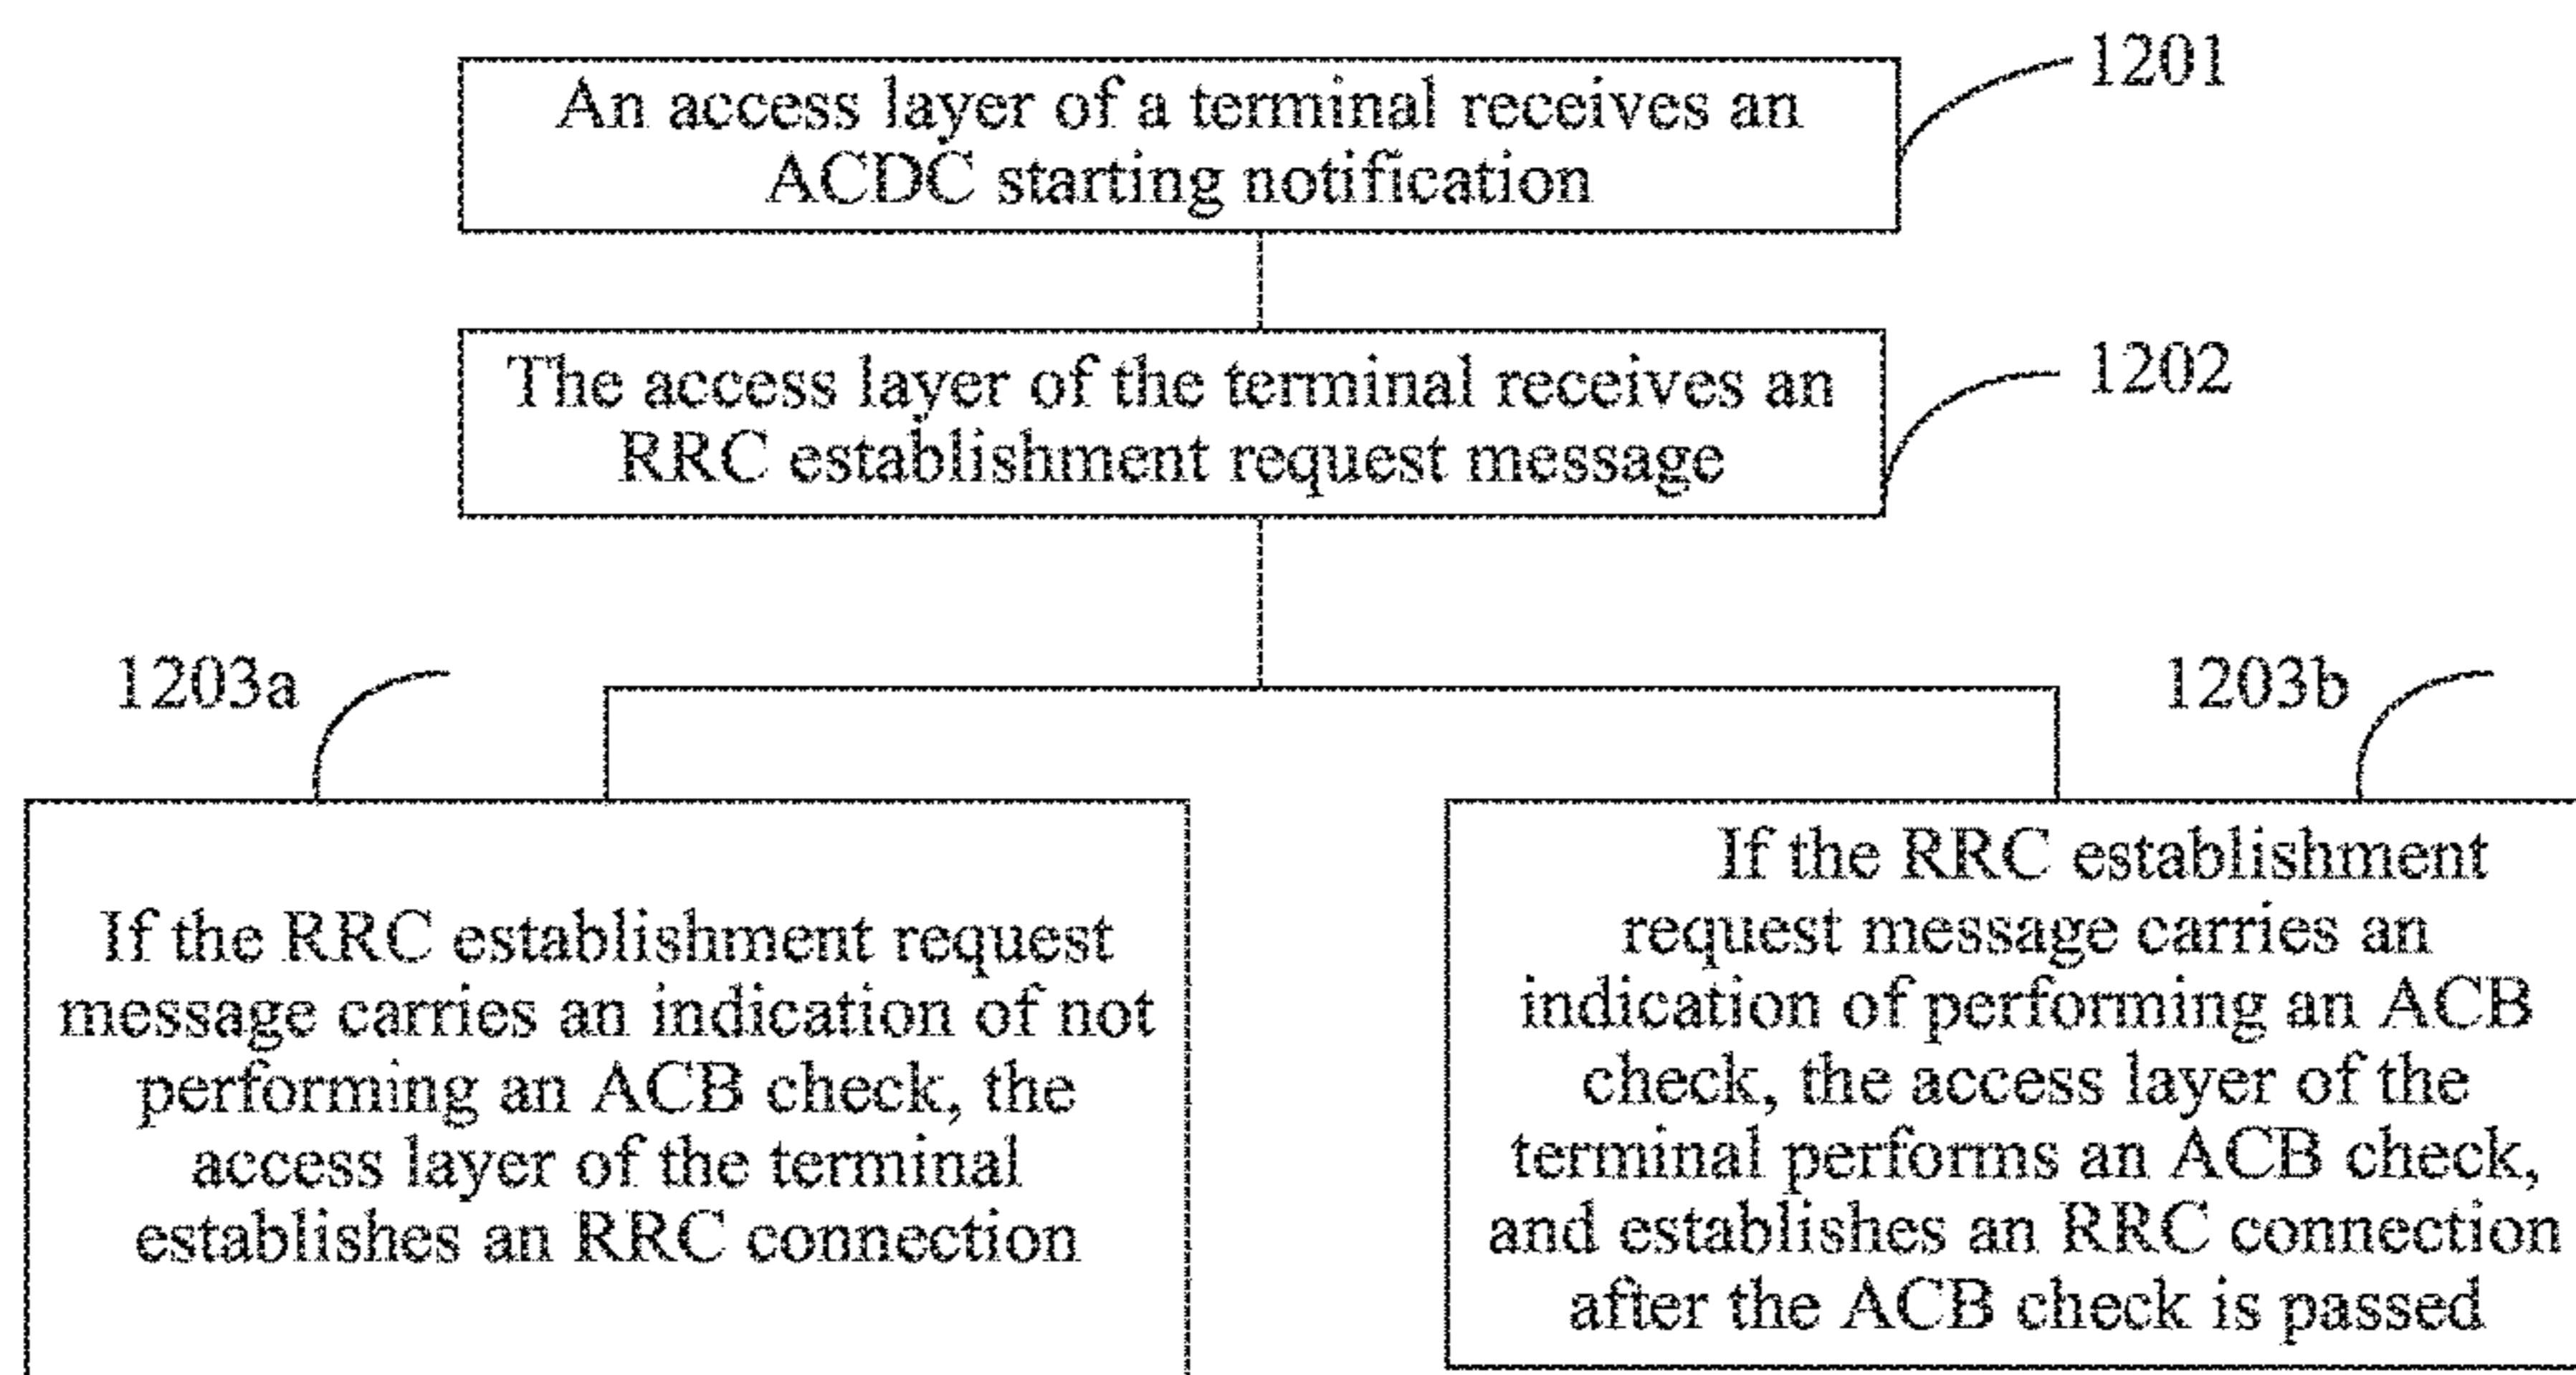 1201
An access layer of a terminal receives an
ACDC starting notification
1202
The access layer of the terminal receives an
RRC establishment request message
1203a
If the RRC establishment request
message carries an indication of not
performing an ACB check, the
access layer of the terminal
establishes an RRC connection
1203b
If the RRC establishment
request message carries an
indication of performing an ACB
check, the access layer of the
terminal performs an ACB check,
and establishes an RRC connection
after the ACB check is passed